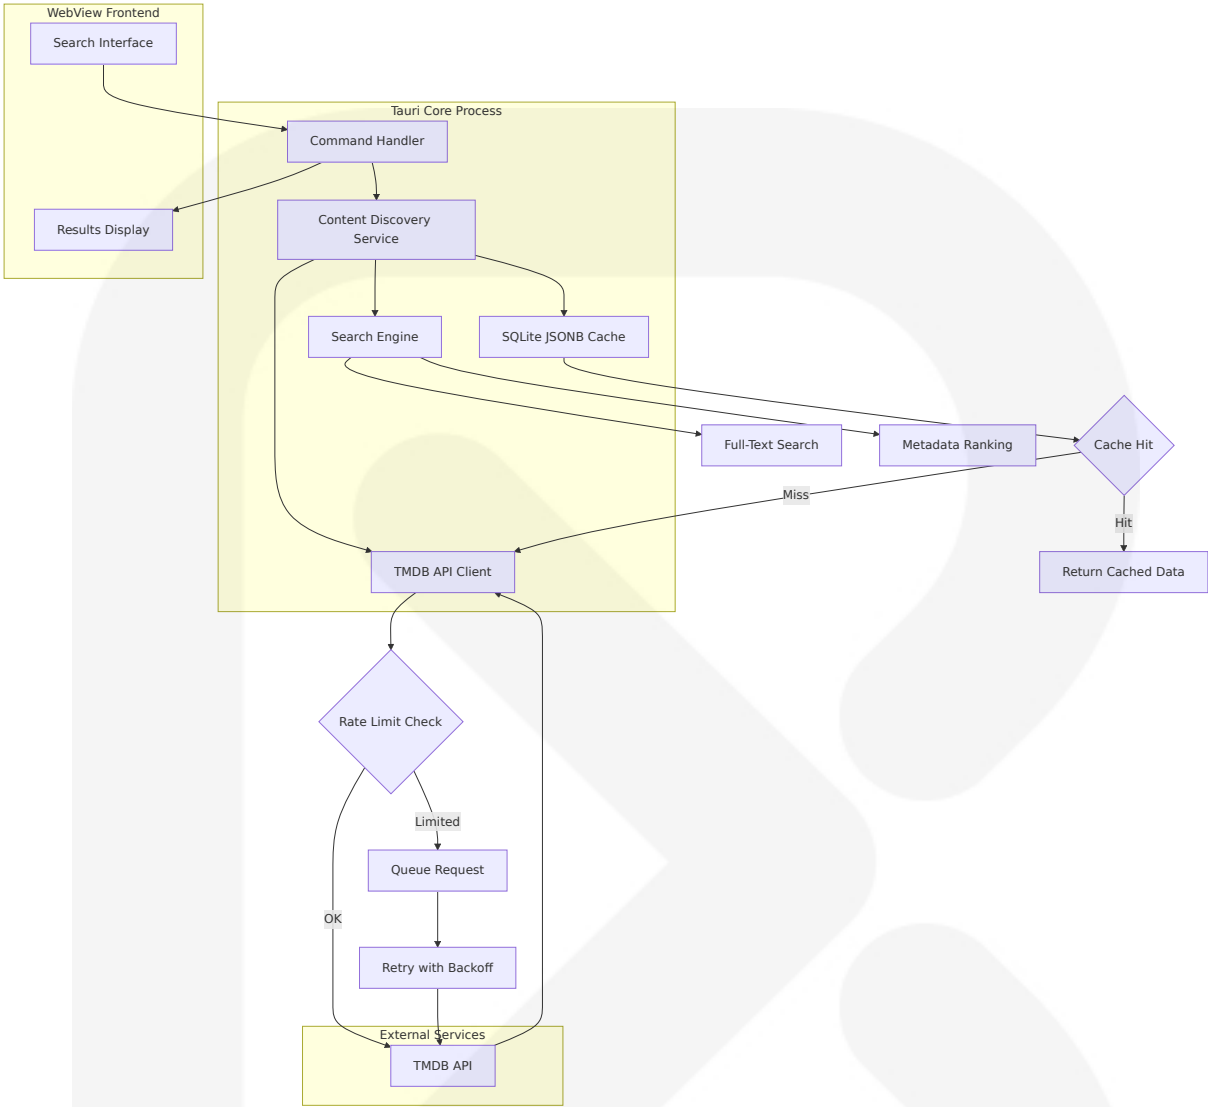 WebView Frontend
Search Interface
Tauri Core Process
Command Handler
Results Display
Content Discovery
Service
Search Engine
SQLite JSONB Cache
Full-Text Search
Metadata Ranking
Cache Hit
Miss
Hit
TMDB API Client
Return Cached Data
Rate Limit Check
Limited
Queue Request
OK
Retry with Backoff
External Services
TMDB API